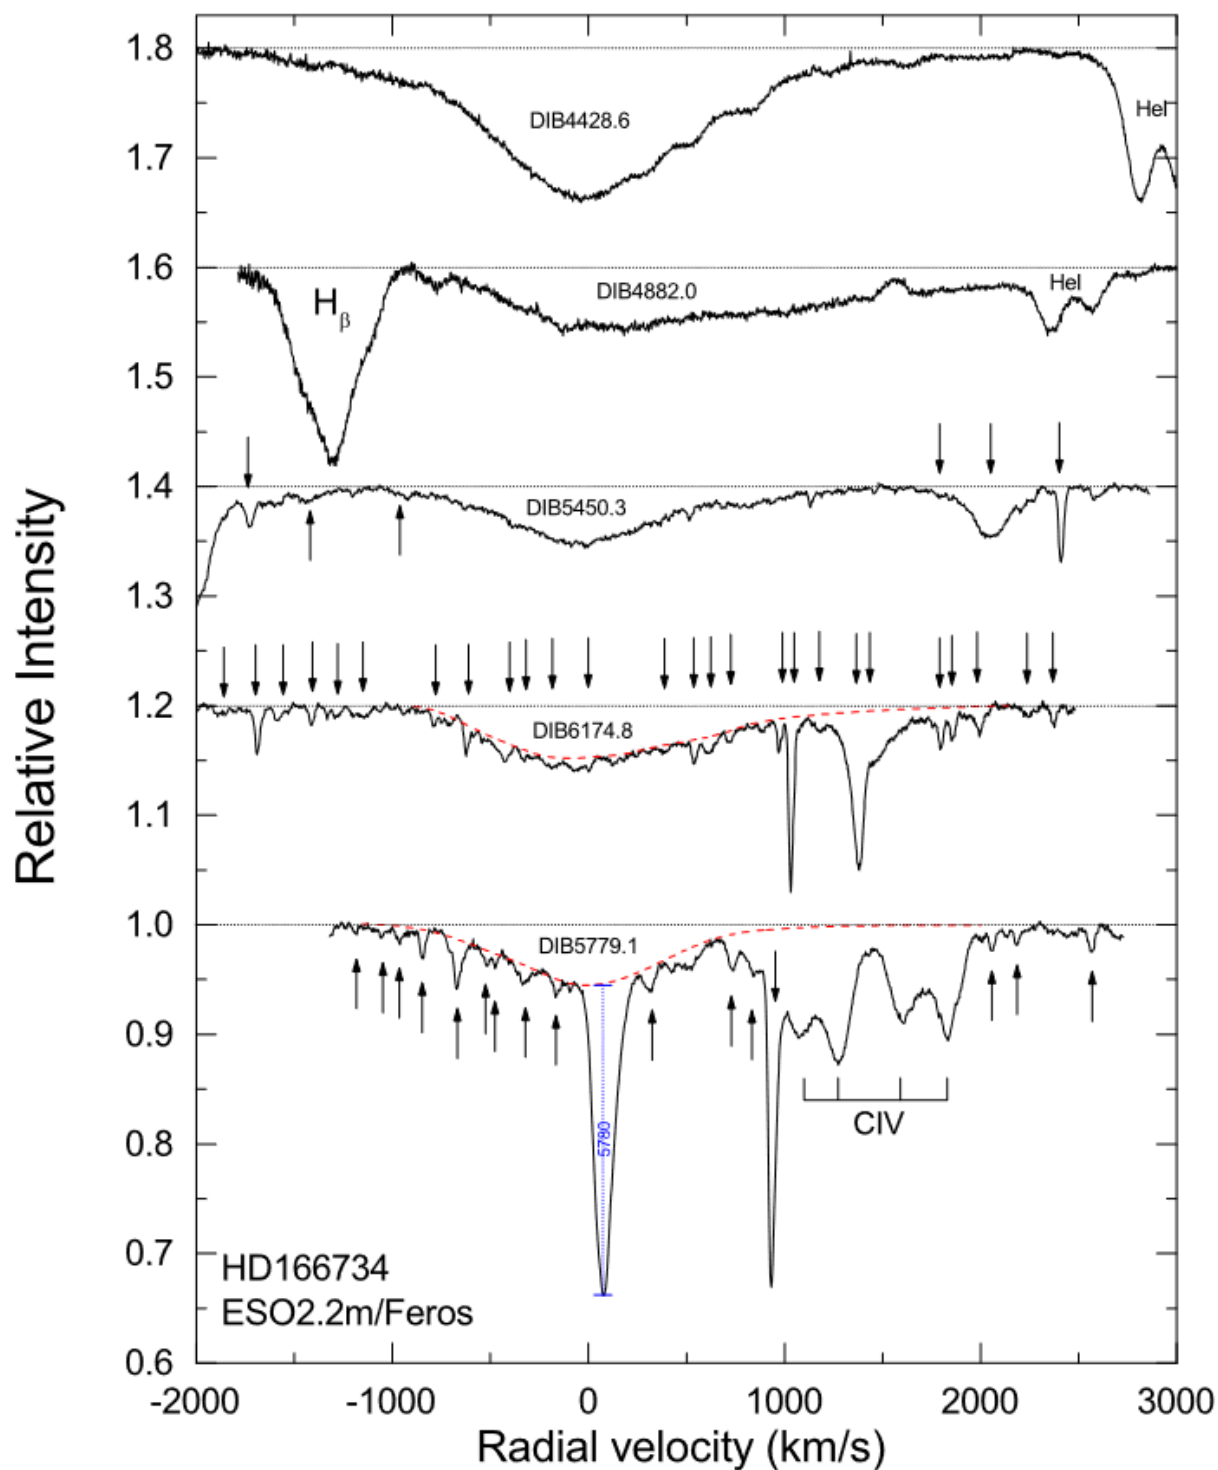 1.8
1.7
1.6
1.5
1.4
1.3
1.2
1.1
1.0
0.9
0.8
0.7
0.6
Relative Intensity
DIB4428.6
HeI
H
β
DIB4882.0
HeI
DIB5450.3
DIB6174.8
DIB5779.1
5780
CIV
HD166734
ESO2.2m/Feros
-2000 -1000 0 1000 2000 3000
Radial velocity (km/s)